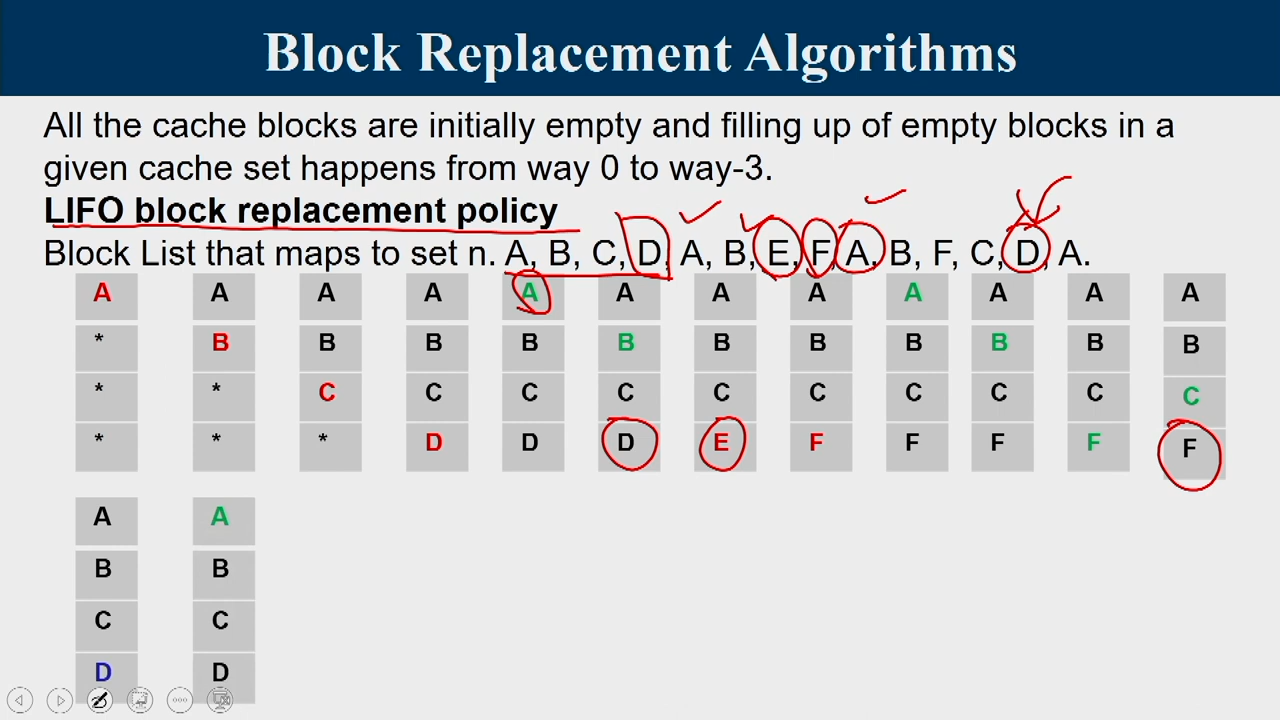 Block Replacement Algorithms
All the cache blocks are initially empty and filling up of empty blocks in a
given cache set happens from way 0 to way-3.
LIFO block replacement policy
Block List that maps to set n. A, B, C, D, A, B, E, F, A, B, F, C, D, A.
A A A A A A A A A A A A
* B B B B B B B B B B B
* * C C C C C C C C C C
* * * D D D E F F F F F
A A
B B
C C
D D